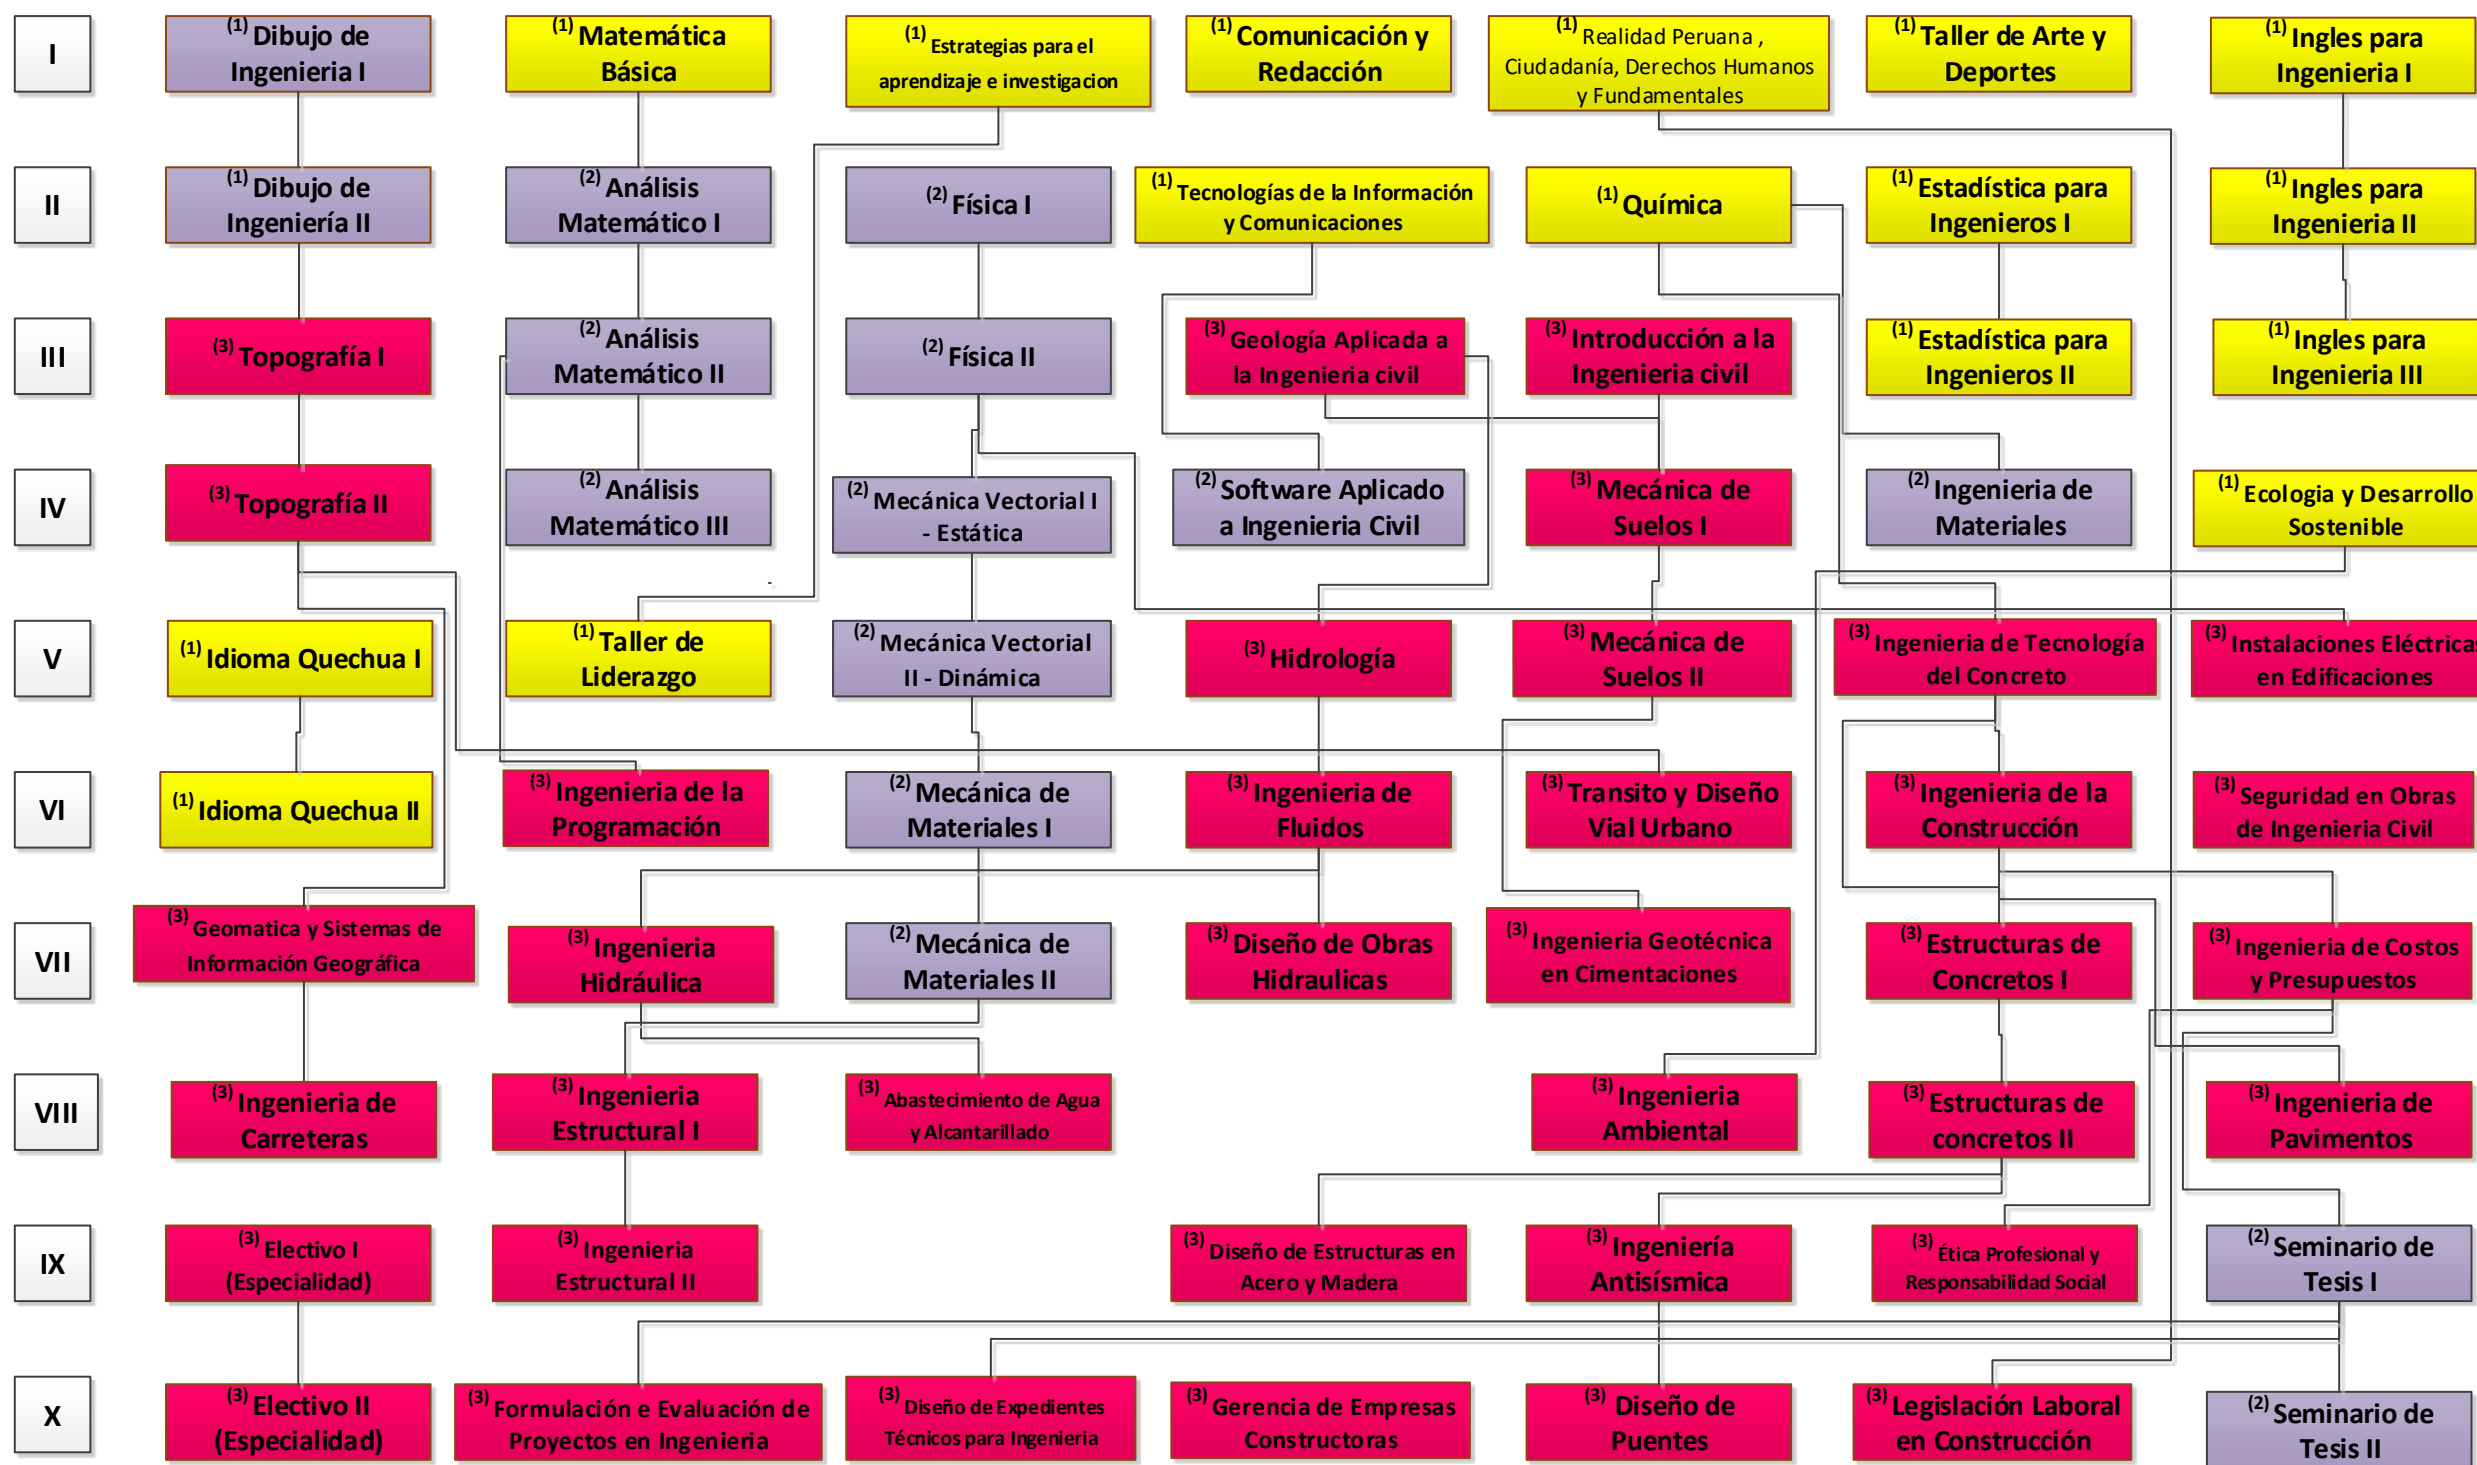 I
(1) Dibujo de
Ingenieria I
(1) Matemática
Básica
(1) Estrategias para el
aprendizaje e investigacion
(1) Comunicación y
Redacción
(1) Realidad Peruana ,
Ciudadanía, Derechos Humanos
y Fundamentales
(1) Taller de Arte y
Deportes
(1) Ingles para
Ingenieria I
II
(1) Dibujo de
Ingeniería II
(2) Análisis
Matemático I
(2) Física I
(1) Tecnologías de la Información
y Comunicaciones
(1) Química
(1) Estadística para
Ingenieros I
(1) Ingles para
Ingenieria II
III
(3) Topografía I
(2) Análisis
Matemático II
(2) Física II
(3) Geología Aplicada a
la Ingenieria civil
(3) Introducción a la
Ingenieria civil
(1) Estadística para
Ingenieros II
(1) Ingles para
Ingenieria III
IV
(3) Topografía II
(2) Análisis
Matemático III
(2) Mecánica Vectorial I
- Estática
(2) Software Aplicado
a Ingenieria Civil
(3) Mecánica de
Suelos I
(2) Ingenieria de
Materiales
(1) Ecologia y Desarrollo
Sostenible
V
(1) Idioma Quechua I
(1) Taller de
Liderazgo
(2) Mecánica Vectorial
II - Dinámica
(3) Hidrología
(3) Mecánica de
Suelos II
(3) Ingenieria de Tecnología
del Concreto
(3) Instalaciones Eléctricas
en Edificaciones
VI
(1) Idioma Quechua II
(3) Ingenieria de la
Programación
(2) Mecánica de
Materiales I
(3) Ingenieria de
Fluidos
(3) Transito y Diseño
Vial Urbano
(3) Ingenieria de la
Construcción
(3) Seguridad en Obras
de Ingenieria Civil
VII
(3) Geomatica y Sistemas de
Información Geográfica
(3) Ingenieria
Hidráulica
(2) Mecánica de
Materiales II
(3) Diseño de Obras
Hidraulicas
(3) Ingenieria Geotécnica
en Cimentaciones
(3) Estructuras de
Concretos I
(3) Ingenieria de Costos
y Presupuestos
VIII
(3) Ingenieria de
Carreteras
(3) Ingenieria
Estructural I
(3) Abastecimiento de Agua
y Alcantarillado
(3) Ingenieria
Ambiental
(3) Estructuras de
concretos II
(3) Ingenieria de
Pavimentos
IX
(3) Electivo I
(Especialidad)
(3) Ingenieria
Estructural II
(3) Diseño de Estructuras en
Acero y Madera
(3) Ingeniería
Antisísmica
(3) Ética Profesional y
Responsabilidad Social
(2) Seminario de
Tesis I
X
(3) Electivo II
(Especialidad)
(3) Formulación e Evaluación de
Proyectos en Ingenieria
(3) Diseño de Expedientes
Técnicos para Ingenieria
(3) Gerencia de Empresas
Constructoras
(3) Diseño de
Puentes
(3) Legislación Laboral
en Construcción
(2) Seminario de
Tesis II